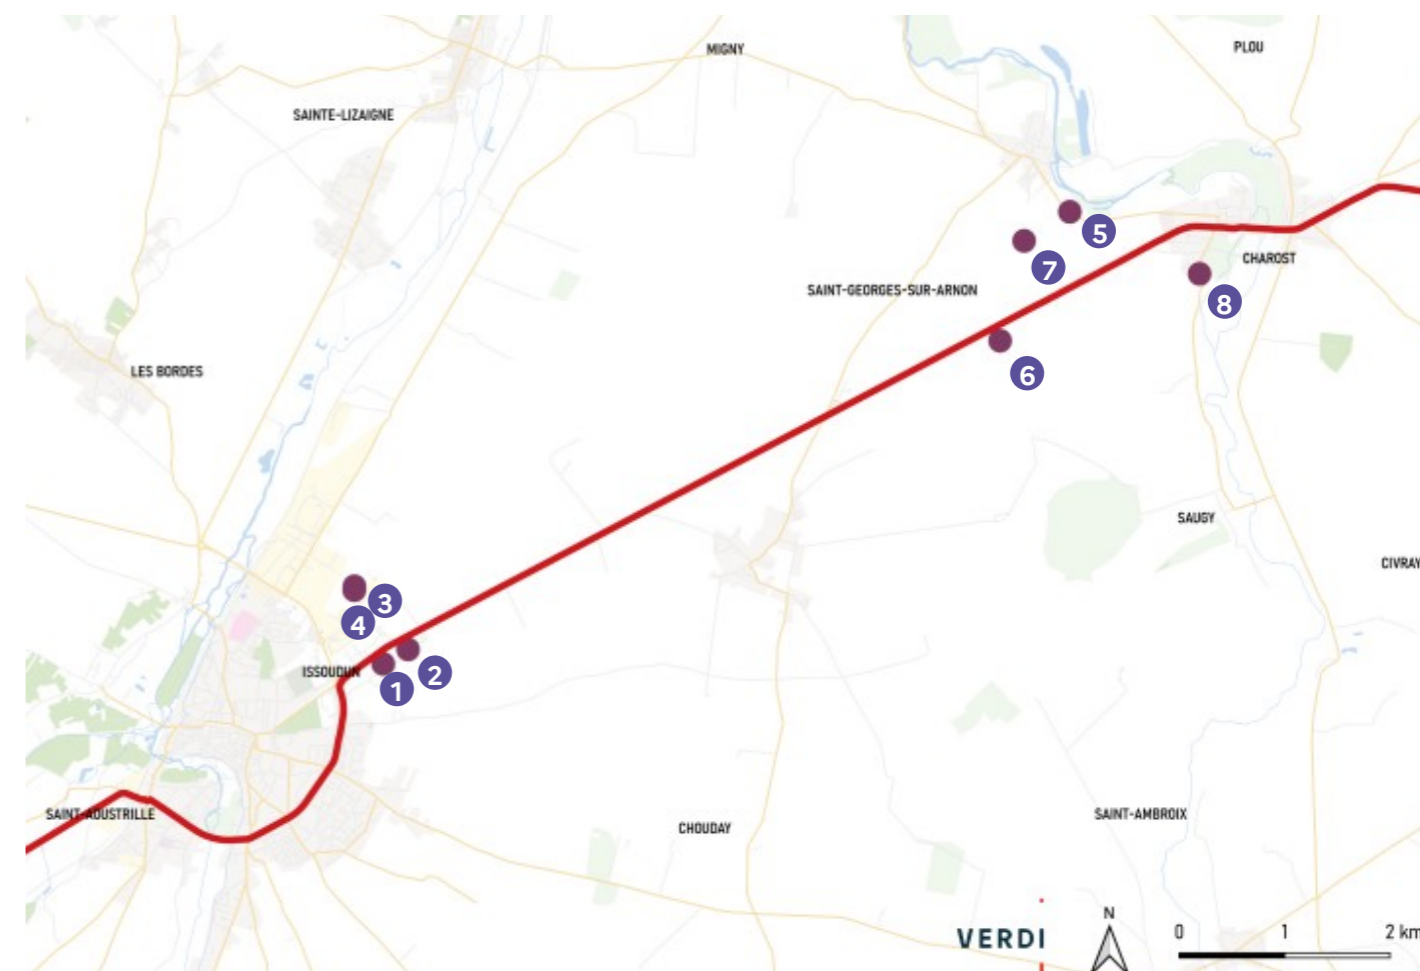 MIGNY
PLOU
SAINTE-LIZAIGNE
5
7
CHAROST
SAINT-GEORGES-SUR-ARNON
8
LES BORDES
6
SAUGY
CIVRAY
3
4
ISSOUDUN
2
1
SAINT-AOUSTRILLE
CHOUDAY
SAINT-AMBROIX
N
VERDI
0 1 2 km